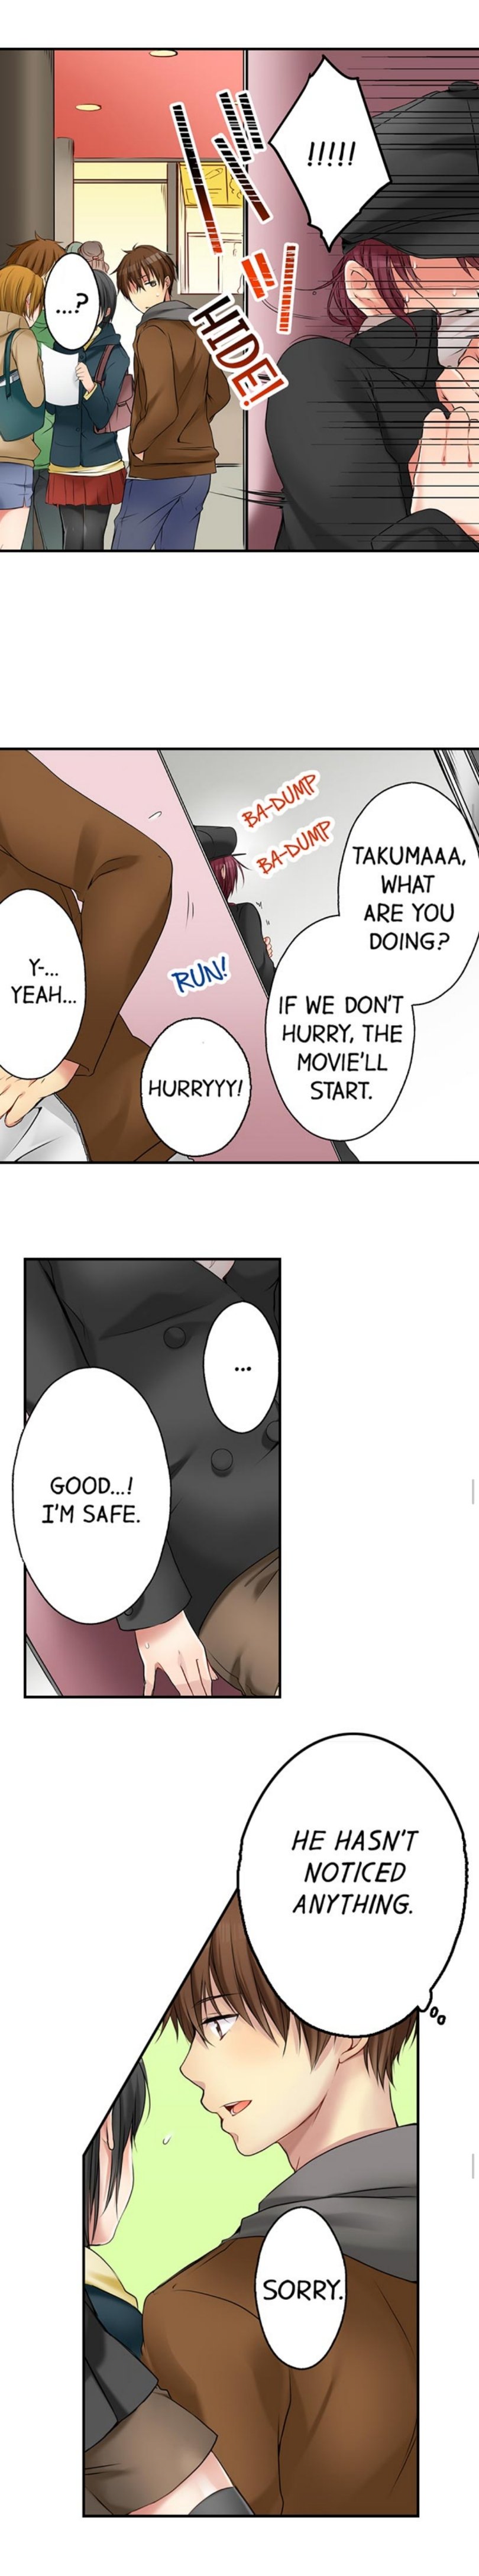 ...?
!!!!!
HIDE!
BA-DUMP
BA-DUMP
TAKUMAAA,
WHAT
ARE YOU
DOING?
IF WE DON'T
HURRY, THE
MOVIE'LL
START.
RUN!
HURRYYY!
Y-...
YEAH...
...
GOOD...!
I'M SAFE.
HE HASN'T
NOTICED
ANYTHING.
SORRY.